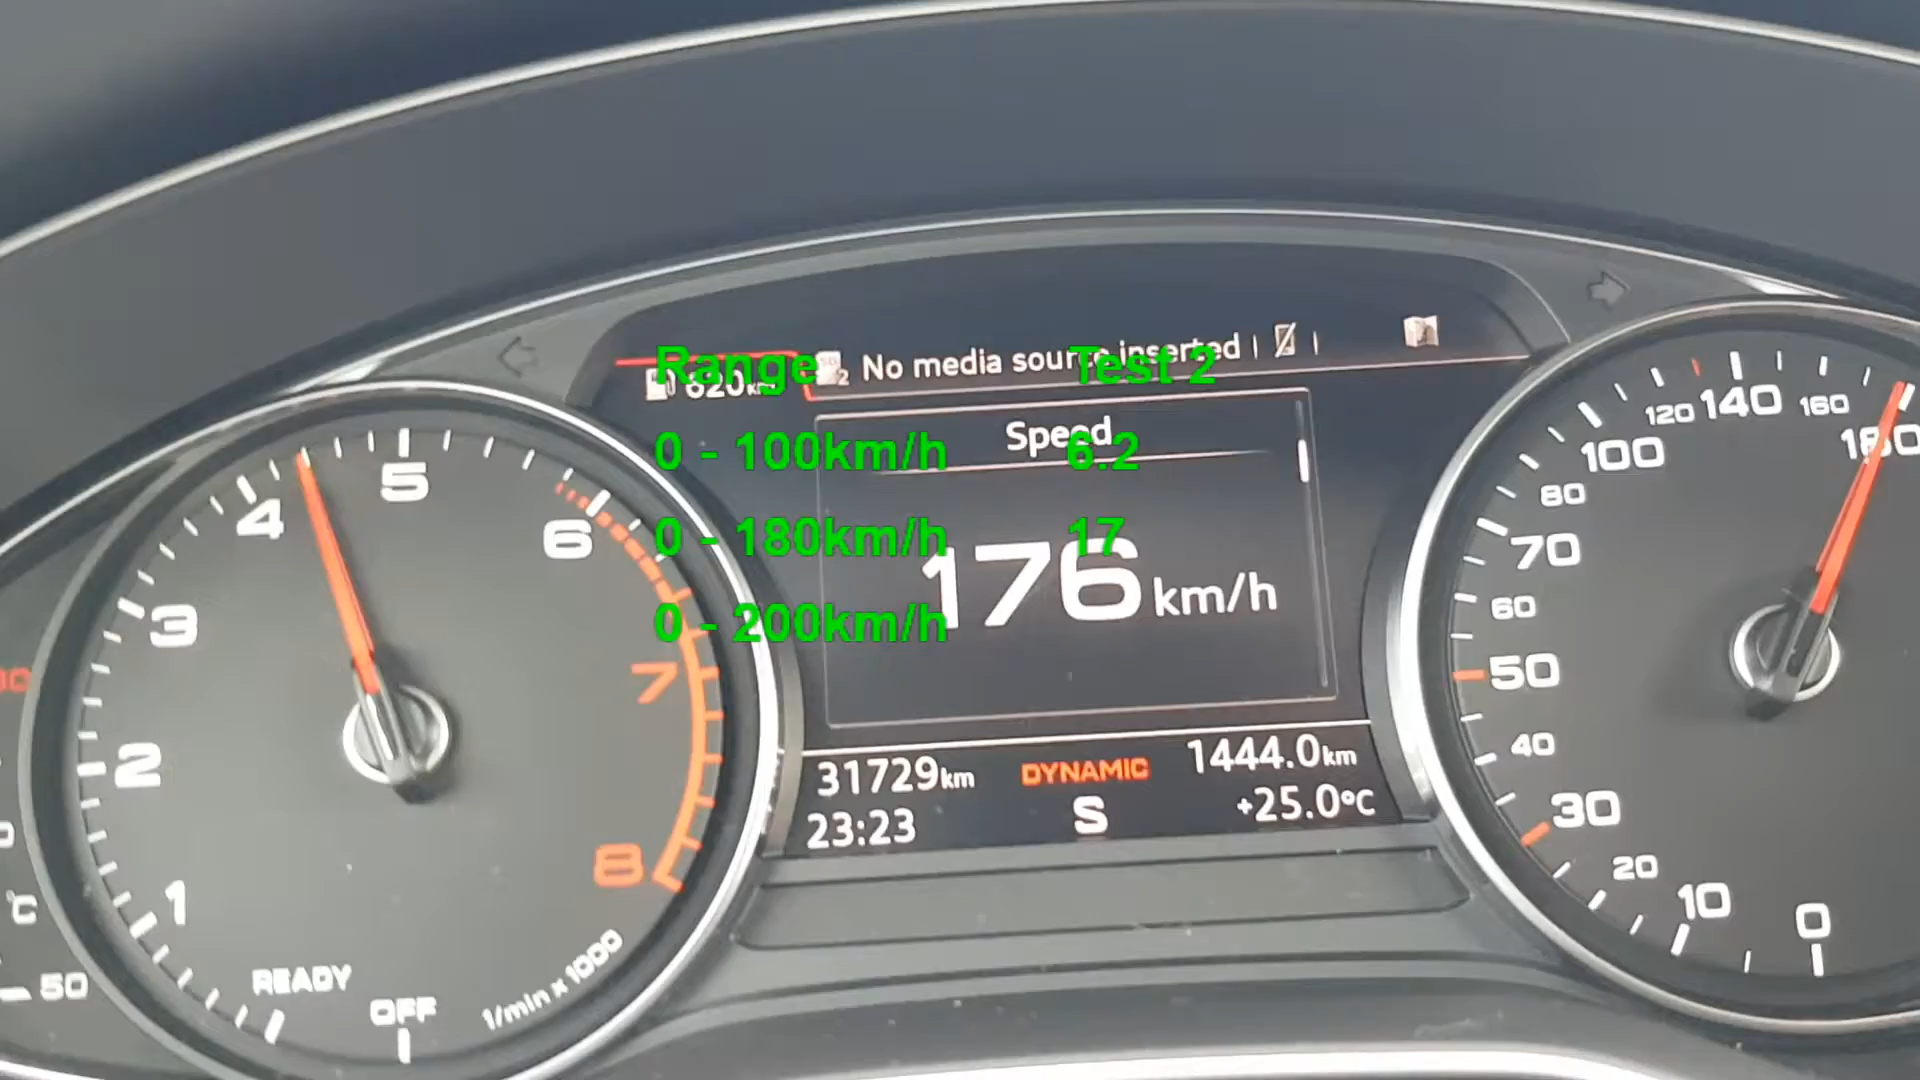 No media source inserted
Range Test 2
620km
Speed
0 - 100km/h 6.2
0 - 180km/h 17
176 km/h
0 - 200km/h
31729km DYNAMIC 1444.0km
23:23 S +25.0°C
1 2 3 4 5 6 7 8
READY
OFF
1/min x 1000
°C
50
0 10 20 30 40 50 60 70 80 100 120 140 160 180